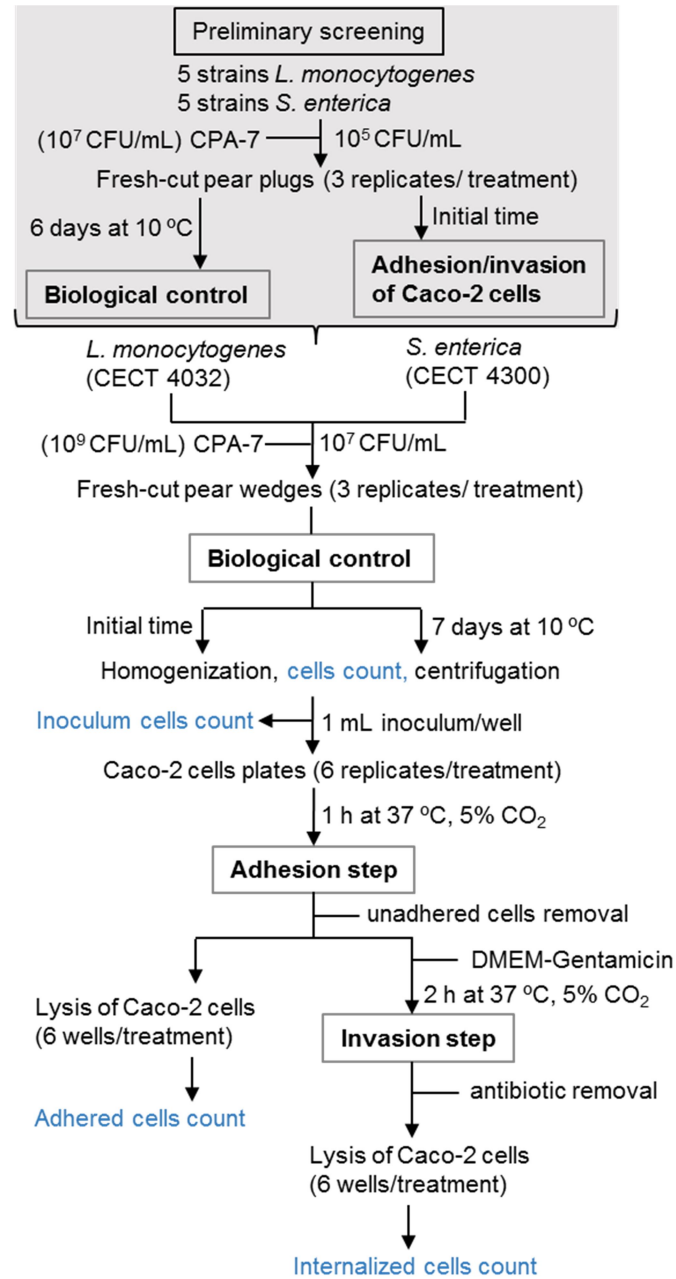 Preliminary screening
5 strains L. monocytogenes
5 strains S. enterica
(10⁷ CFU/mL) CPA-7
10⁵ CFU/mL
Fresh-cut pear plugs (3 replicates/ treatment)
6 days at 10 ºC
Initial time
Biological control
Adhesion/invasion
of Caco-2 cells
L. monocytogenes
(CECT 4032)
S. enterica
(CECT 4300)
(10⁹ CFU/mL) CPA-7
10⁷ CFU/mL
Fresh-cut pear wedges (3 replicates/ treatment)
Biological control
Initial time
7 days at 10 ºC
Homogenization, cells count, centrifugation
Inoculum cells count
1 mL inoculum/well
Caco-2 cells plates (6 replicates/treatment)
1 h at 37 ºC, 5% CO₂
Adhesion step
unadhered cells removal
DMEM-Gentamicin
2 h at 37 ºC, 5% CO₂
Lysis of Caco-2 cells
(6 wells/treatment)
Invasion step
antibiotic removal
Adhered cells count
Lysis of Caco-2 cells
(6 wells/treatment)
Internalized cells count